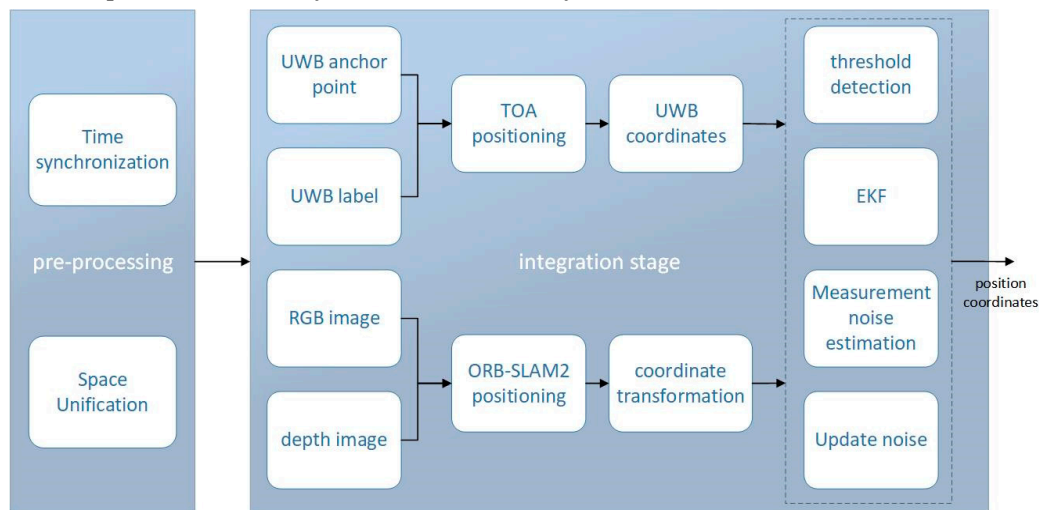 Time
synchronization
pre-processing
Space
Unification
UWB anchor
point
UWB label
TOA
positioning
UWB
coordinates
integration stage
RGB image
depth image
ORB-SLAM2
positioning
coordinate
transformation
threshold
detection
EKF
Measurement
noise
estimation
Update noise
position
coordinates